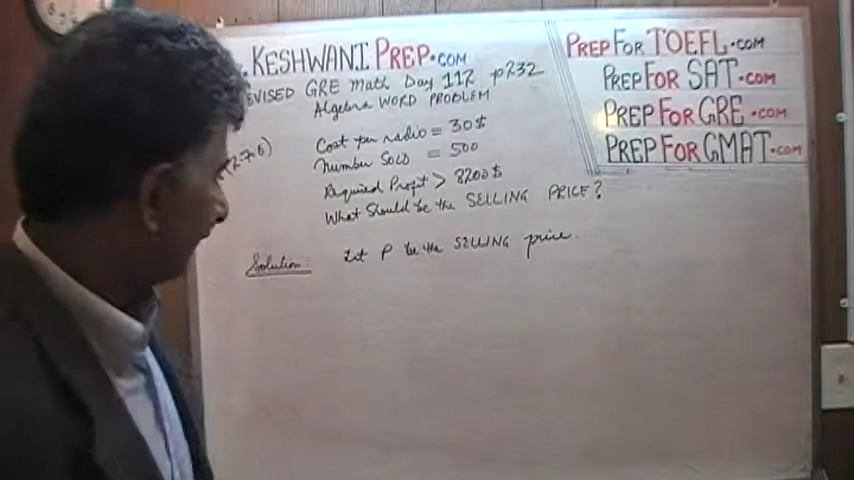 .KESHWANI PREP.COM
EVISED GRE Math Day 112 p232
Algebra WORD PROBLEM
Cost per radio = 30$
Number Sold = 500
Required Profit > 8200$
What Should be the SELLING PRICE?
Solution:
Let P be the SELLING price.
PREP FOR TOEFL.COM
PREP FOR SAT.COM
PREP FOR GRE.COM
PREP FOR GMAT.COM